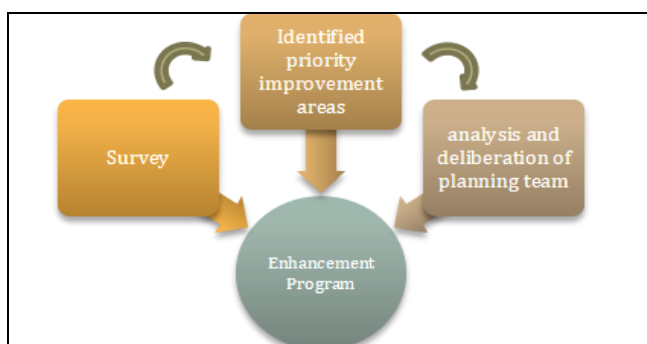 Identified
priority
improvement
areas
Survey
analysis and
deliberation of
planning team
Enhancement
Program